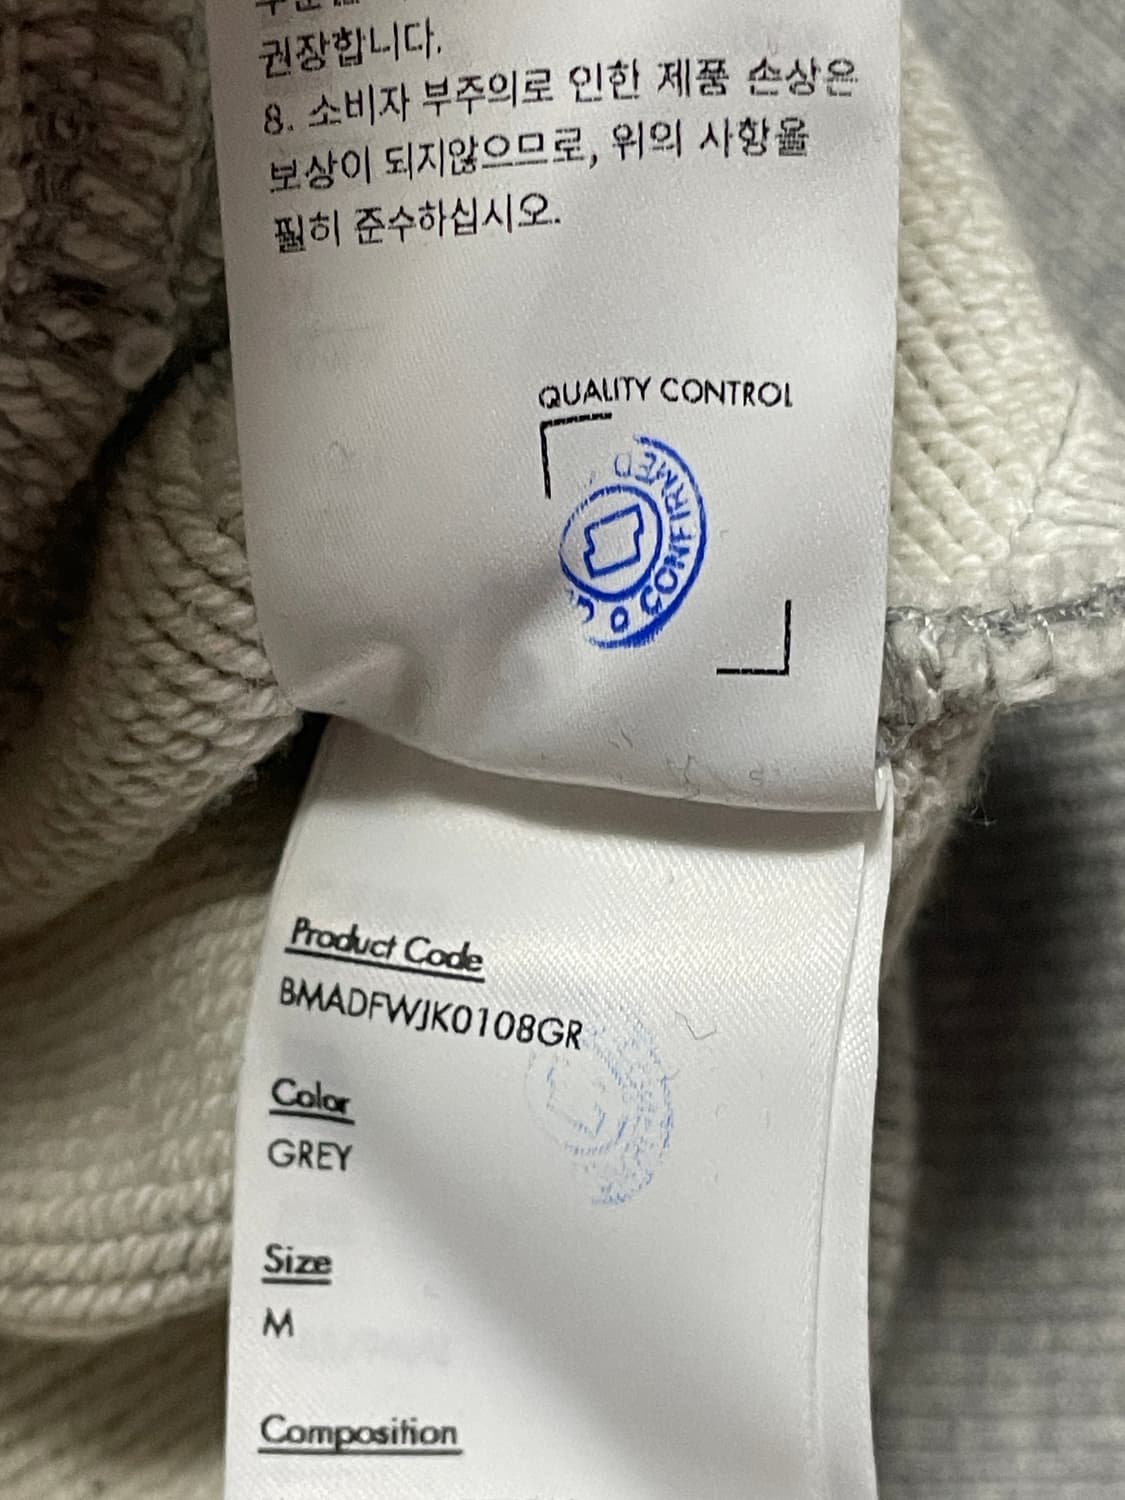 권장합니다.
8. 소비자 부주의로 인한 제품 손상은
보상이 되지않으므로, 위의 사항을
필히 준수하십시오.
QUALITY CONTROL
CONFIRMED
Product Code
BMADFWJK0108GR
Color
GREY
Size
M
Composition